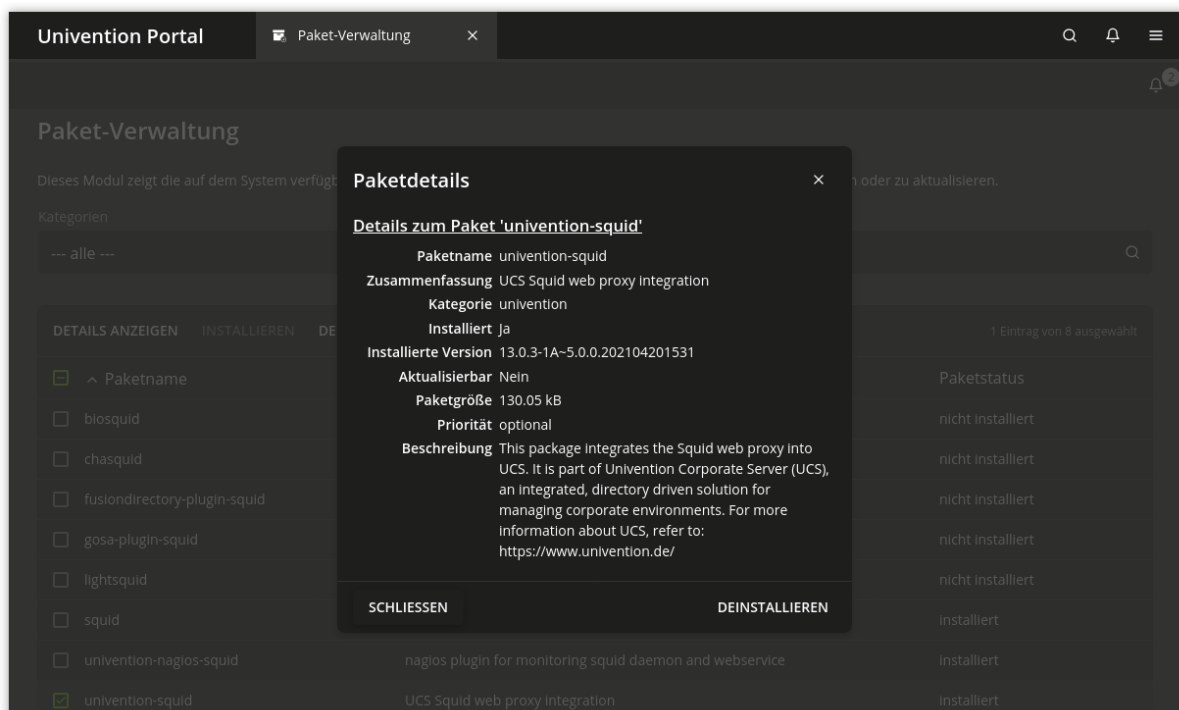 Univention Portal
Paket-Verwaltung
2
Paket-Verwaltung
Dieses Modul zeigt die auf dem System verfügb
n oder zu aktualisieren.
Kategorien
--- alle ---
DETAILS ANZEIGEN INSTALLIEREN DE
1 Eintrag von 8 ausgewählt
Paketname Paketstatus
biosquid nicht installiert
chasquid nicht installiert
fusiondirectory-plugin-squid nicht installiert
gosa-plugin-squid nicht installiert
lightsquid nicht installiert
squid installiert
univention-nagios-squid nagios plugin for monitoring squid daemon and webservice installiert
univention-squid UCS Squid web proxy integration installiert
Paketdetails
Details zum Paket 'univention-squid'
Paketname univention-squid
Zusammenfassung UCS Squid web proxy integration
Kategorie univention
Installiert Ja
Installierte Version 13.0.3-1A~5.0.0.202104201531
Aktualisierbar Nein
Paketgröße 130.05 kB
Priorität optional
Beschreibung This package integrates the Squid web proxy into
UCS. It is part of Univention Corporate Server (UCS),
an integrated, directory driven solution for
managing corporate environments. For more
information about UCS, refer to:
https://www.univention.de/
SCHLIESSEN DEINSTALLIEREN